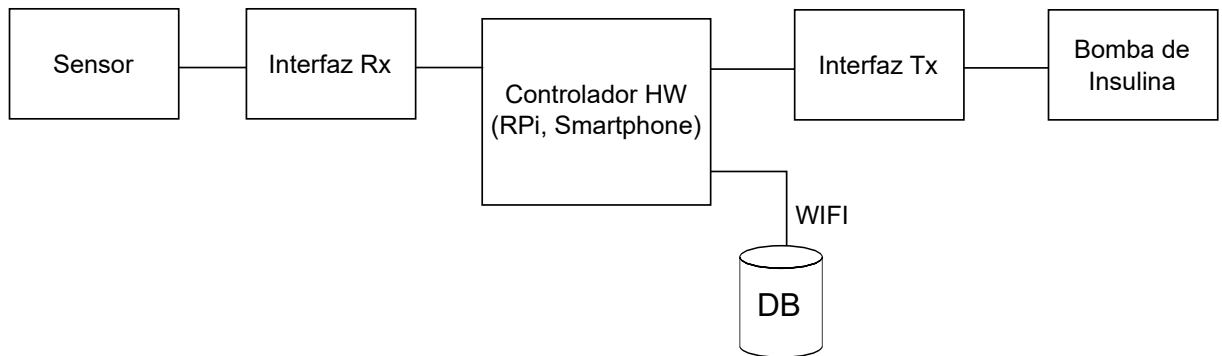 Sensor
Interfaz Rx
Controlador HW
(RPi, Smartphone)
Interfaz Tx
Bomba de
Insulina
WIFI
DB